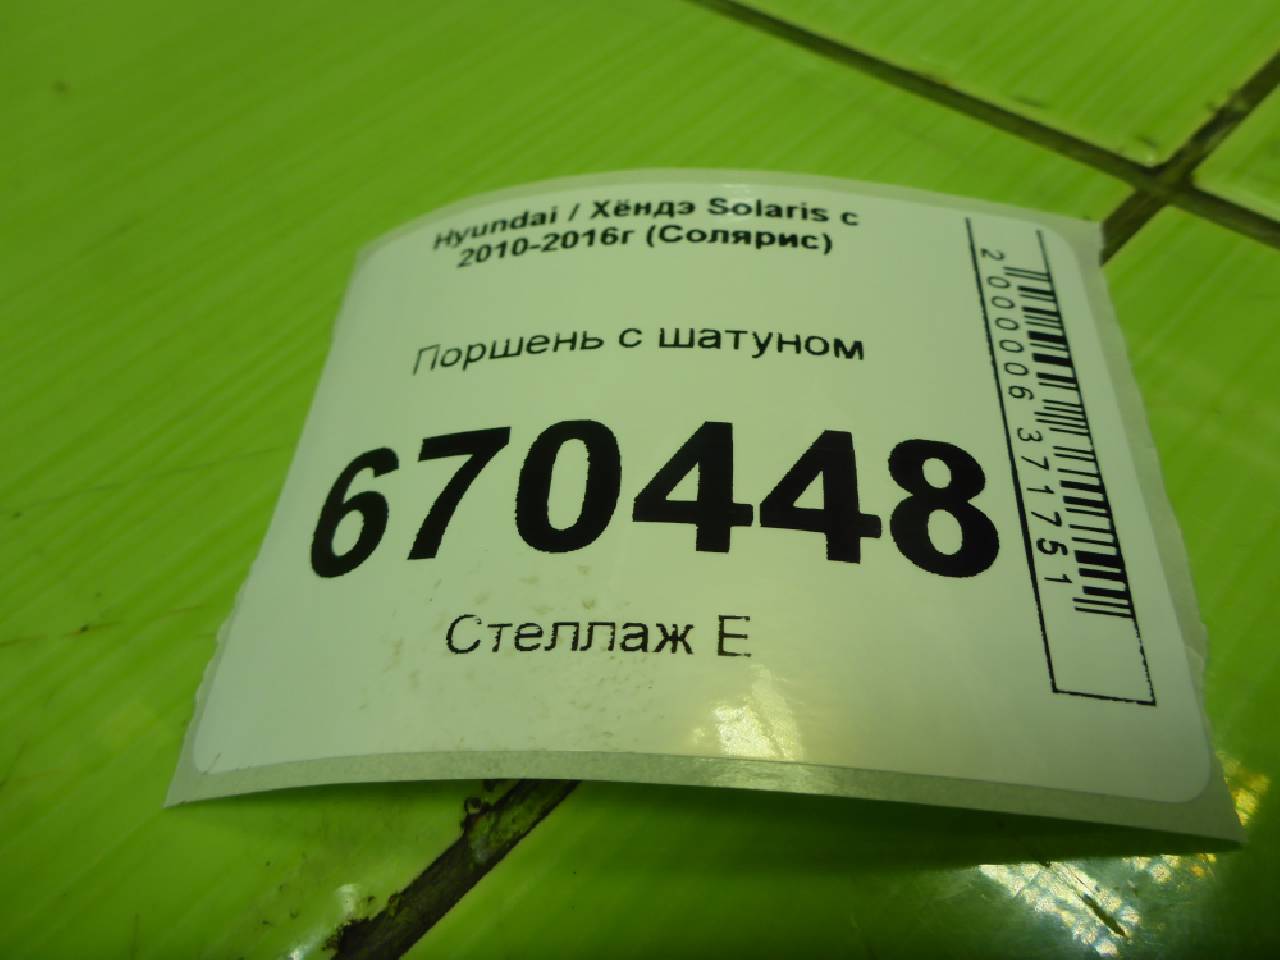 Hyundai / Хёндэ Solaris с
2010-2016г (Солярис)
Поршень с шатуном
670448
Стеллаж Е
2000006371751